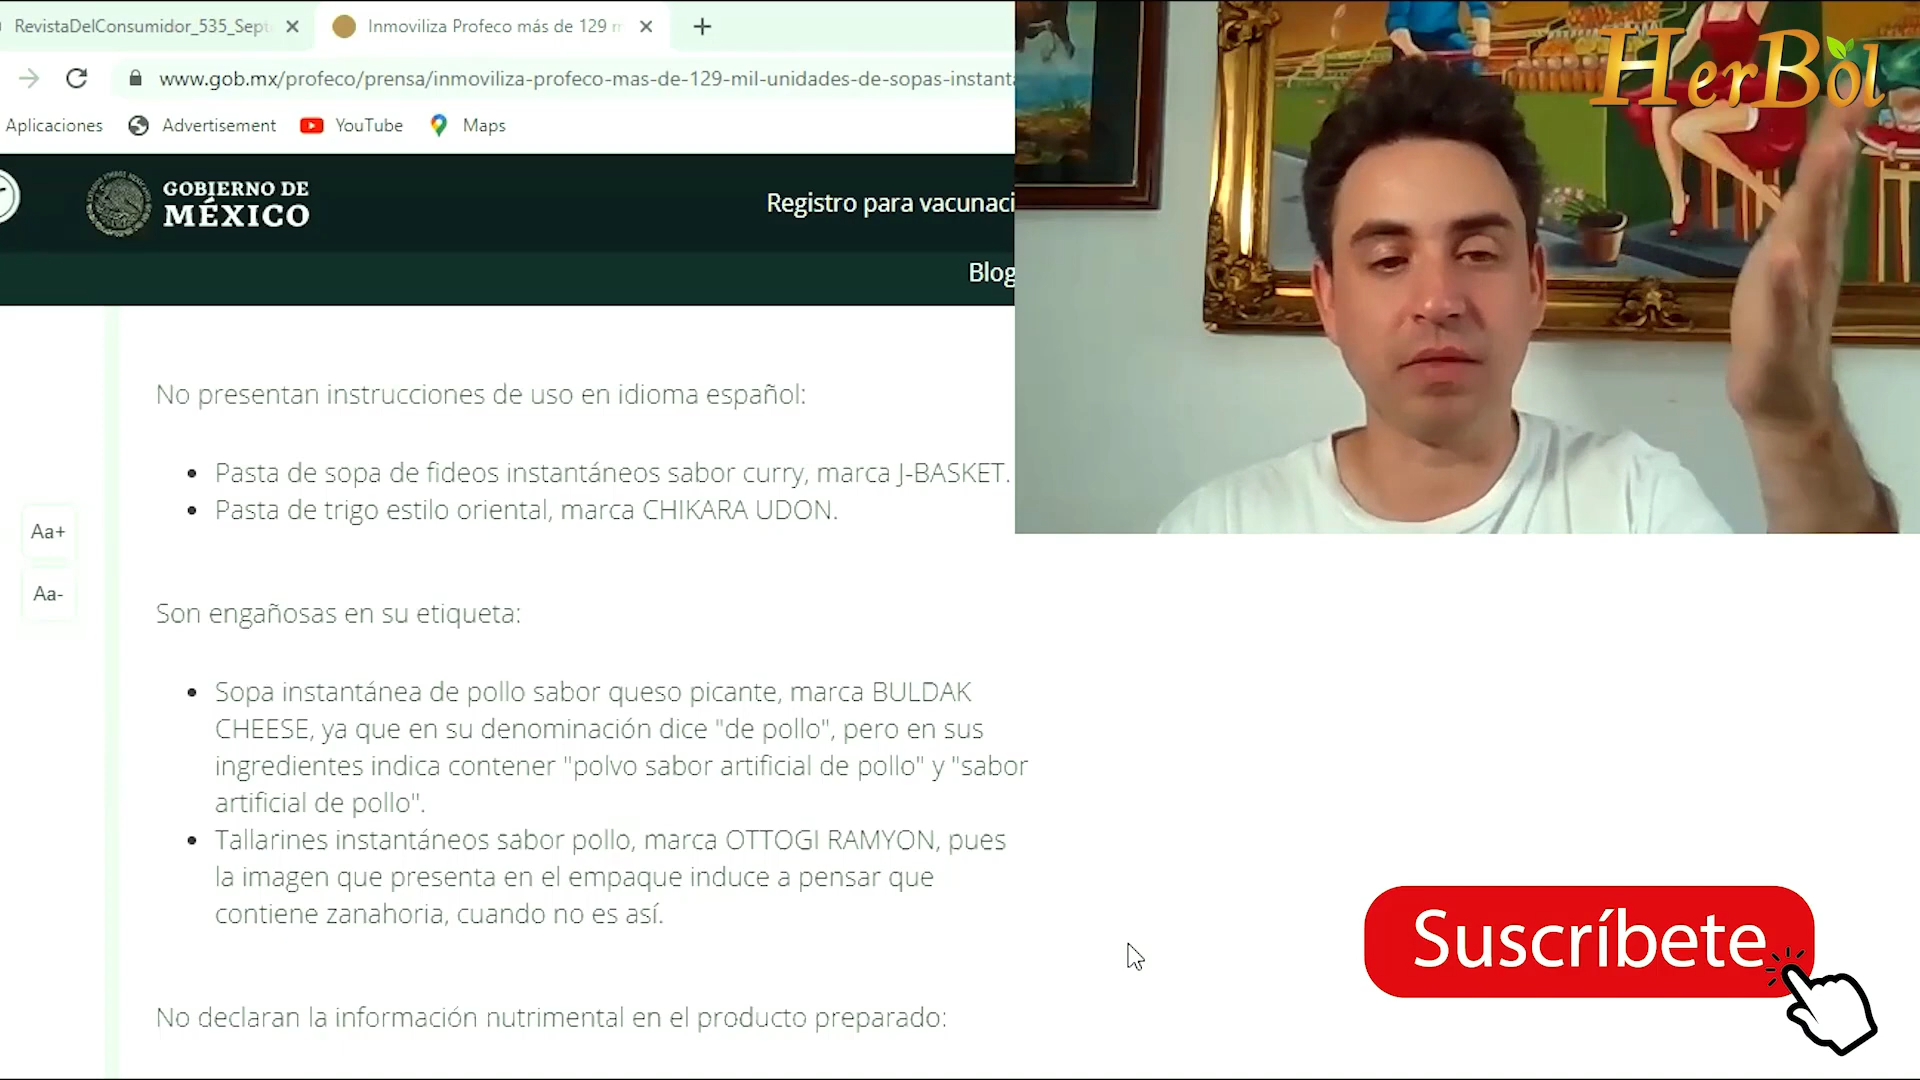 RevistaDelConsumidor_535_Sept
Inmoviliza Profeco más de 129 m
www.gob.mx/profeco/prensa/inmoviliza-profeco-mas-de-129-mil-unidades-de-sopas-instanta
Aplicaciones
Advertisement
YouTube
Maps
HerBol
GOBIERNO DE
MÉXICO
Registro para vacunaci
Blog
No presentan instrucciones de uso en idioma español:
Pasta de sopa de fideos instantáneos sabor curry, marca J-BASKET.
Pasta de trigo estilo oriental, marca CHIKARA UDON.
Aa+
Aa-
Son engañosas en su etiqueta:
Sopa instantánea de pollo sabor queso picante, marca BULDAK
CHEESE, ya que en su denominación dice "de pollo", pero en sus
ingredientes indica contener "polvo sabor artificial de pollo" y "sabor
artificial de pollo".
Tallarines instantáneos sabor pollo, marca OTTOGI RAMYON, pues
la imagen que presenta en el empaque induce a pensar que
contiene zanahoria, cuando no es así.
Suscríbete
No declaran la información nutrimental en el producto preparado: